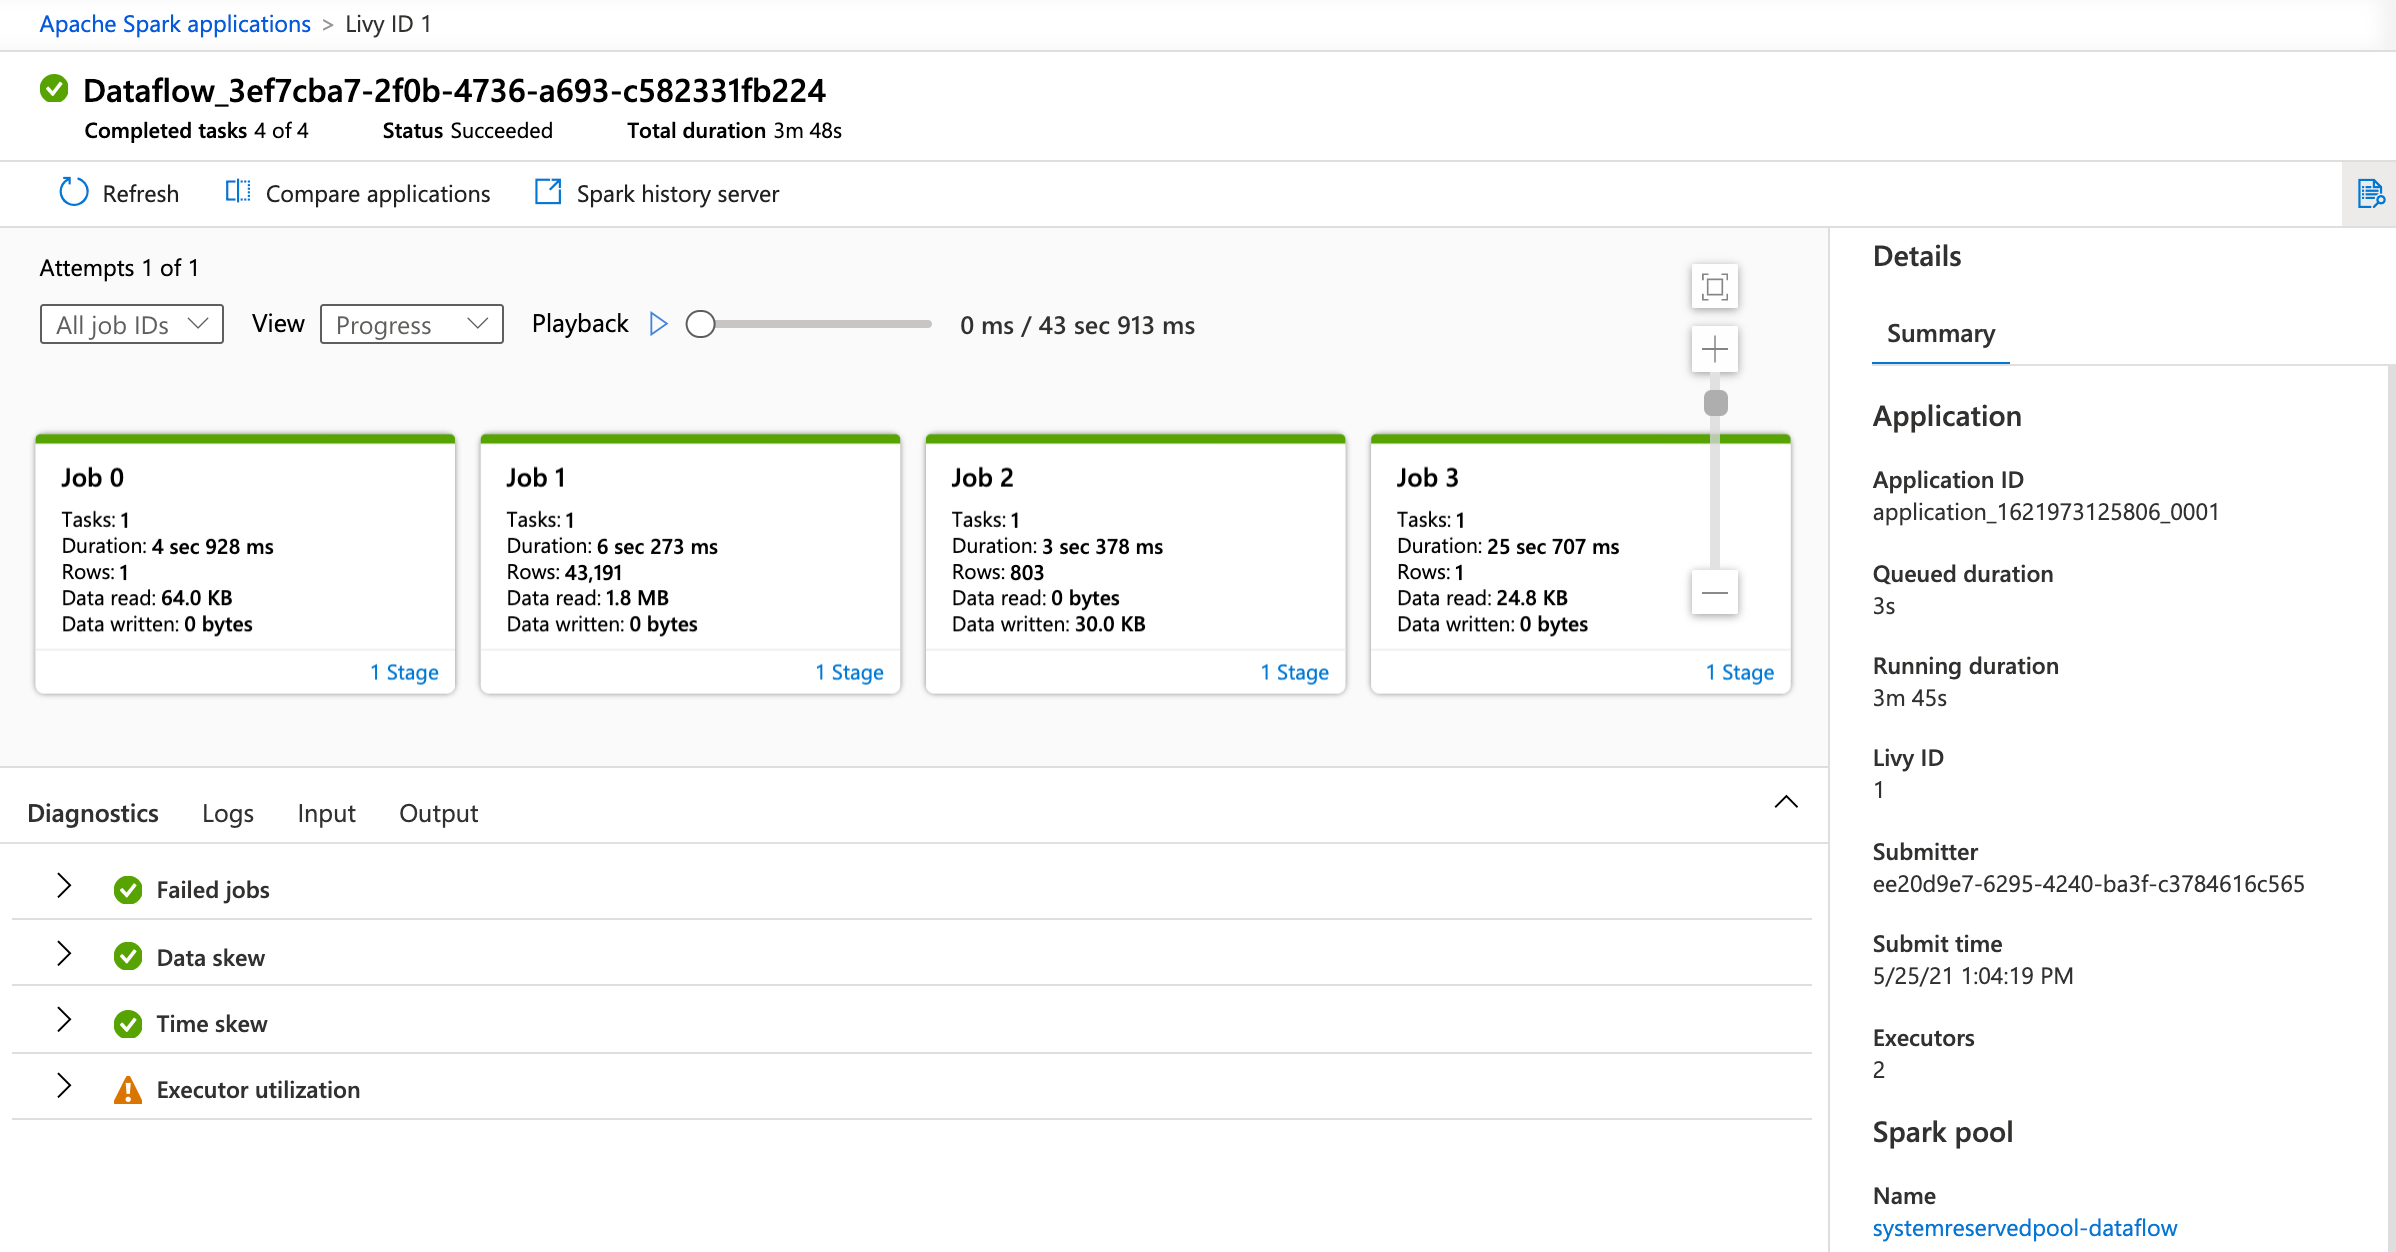 Apache Spark applications > Livy ID 1
Dataflow_3ef7cba7-2f0b-4736-a693-c582331fb224
Completed tasks 4 of 4 Status Succeeded Total duration 3m 48s
Refresh Compare applications Spark history server
Attempts 1 of 1
All job IDs View Progress Playback 0 ms / 43 sec 913 ms
Job 0
Tasks: 1
Duration: 4 sec 928 ms
Rows: 1
Data read: 64.0 KB
Data written: 0 bytes
1 Stage
Job 1
Tasks: 1
Duration: 6 sec 273 ms
Rows: 43,191
Data read: 1.8 MB
Data written: 0 bytes
1 Stage
Job 2
Tasks: 1
Duration: 3 sec 378 ms
Rows: 803
Data read: 0 bytes
Data written: 30.0 KB
1 Stage
Job 3
Tasks: 1
Duration: 25 sec 707 ms
Rows: 1
Data read: 24.8 KB
Data written: 0 bytes
1 Stage
Diagnostics Logs Input Output
Failed jobs
Data skew
Time skew
Executor utilization
Details
Summary
Application
Application ID
application_1621973125806_0001
Queued duration
3s
Running duration
3m 45s
Livy ID
1
Submitter
ee20d9e7-6295-4240-ba3f-c3784616c565
Submit time
5/25/21 1:04:19 PM
Executors
2
Spark pool
Name
systemreservedpool-dataflow